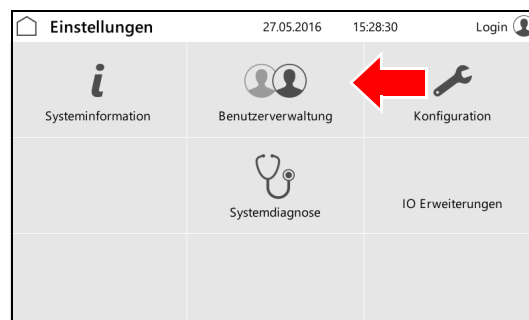 Einstellungen 27.05.2016 15:28:30 Login
Systeminformation Benutzerverwaltung Konfiguration
Systemdiagnose IO Erweiterungen